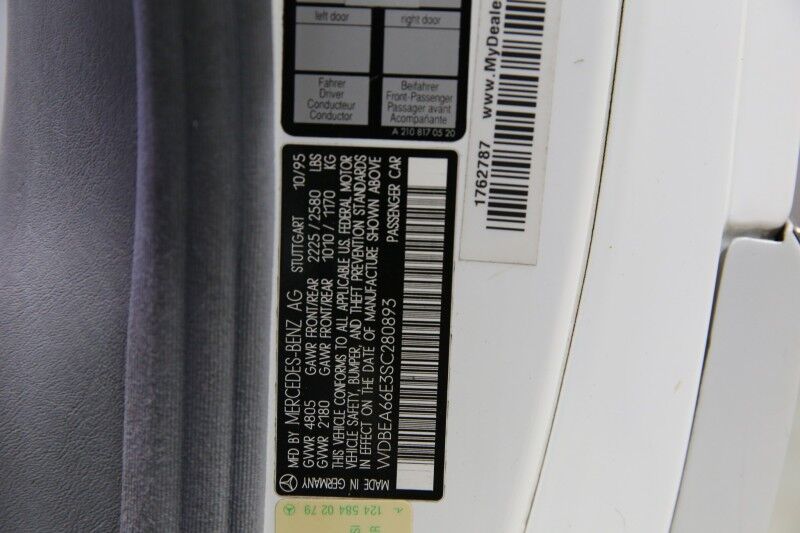 left door
right door
Fahrer
Driver
Conducteur
Conductor
Beifahrer
Front-Passenger
Passager avant
Acompañante
A 210 817 05 20
MFD BY MERCEDES-BENZ AG STUTTGART 10/95
GVWR 4805 GAWR FRONT/REAR 2225 / 2580 LBS
GVWR 2180 GAWR FRONT/REAR 1010 / 1170 KG
THIS VEHICLE CONFORMS TO ALL APPLICABLE U.S. FEDERAL MOTOR
VEHICLE SAFETY, BUMPER, AND THEFT PREVENTION STANDARDS
IN EFFECT ON THE DATE OF MANUFACTURE SHOWN ABOVE
WDBEA66E3SC280893 PASSENGER CAR
MADE IN GERMANY
1762787 www.MyDeale
124 584 02 79